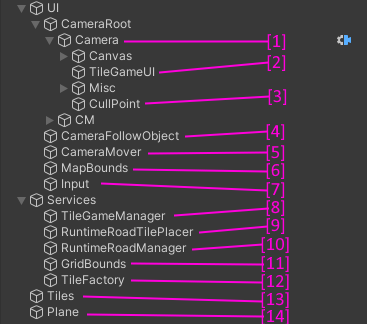 UI
CameraRoot
Camera [1]
Canvas
TileGameUI [2]
Misc
CullPoint [3]
CM
CameraFollowObject [4]
CameraMover [5]
MapBounds [6]
Input [7]
Services
TileGameManager [8]
RuntimeRoadTilePlacer [9]
RuntimeRoadManager [10]
GridBounds [11]
TileFactory [12]
Tiles [13]
Plane [14]